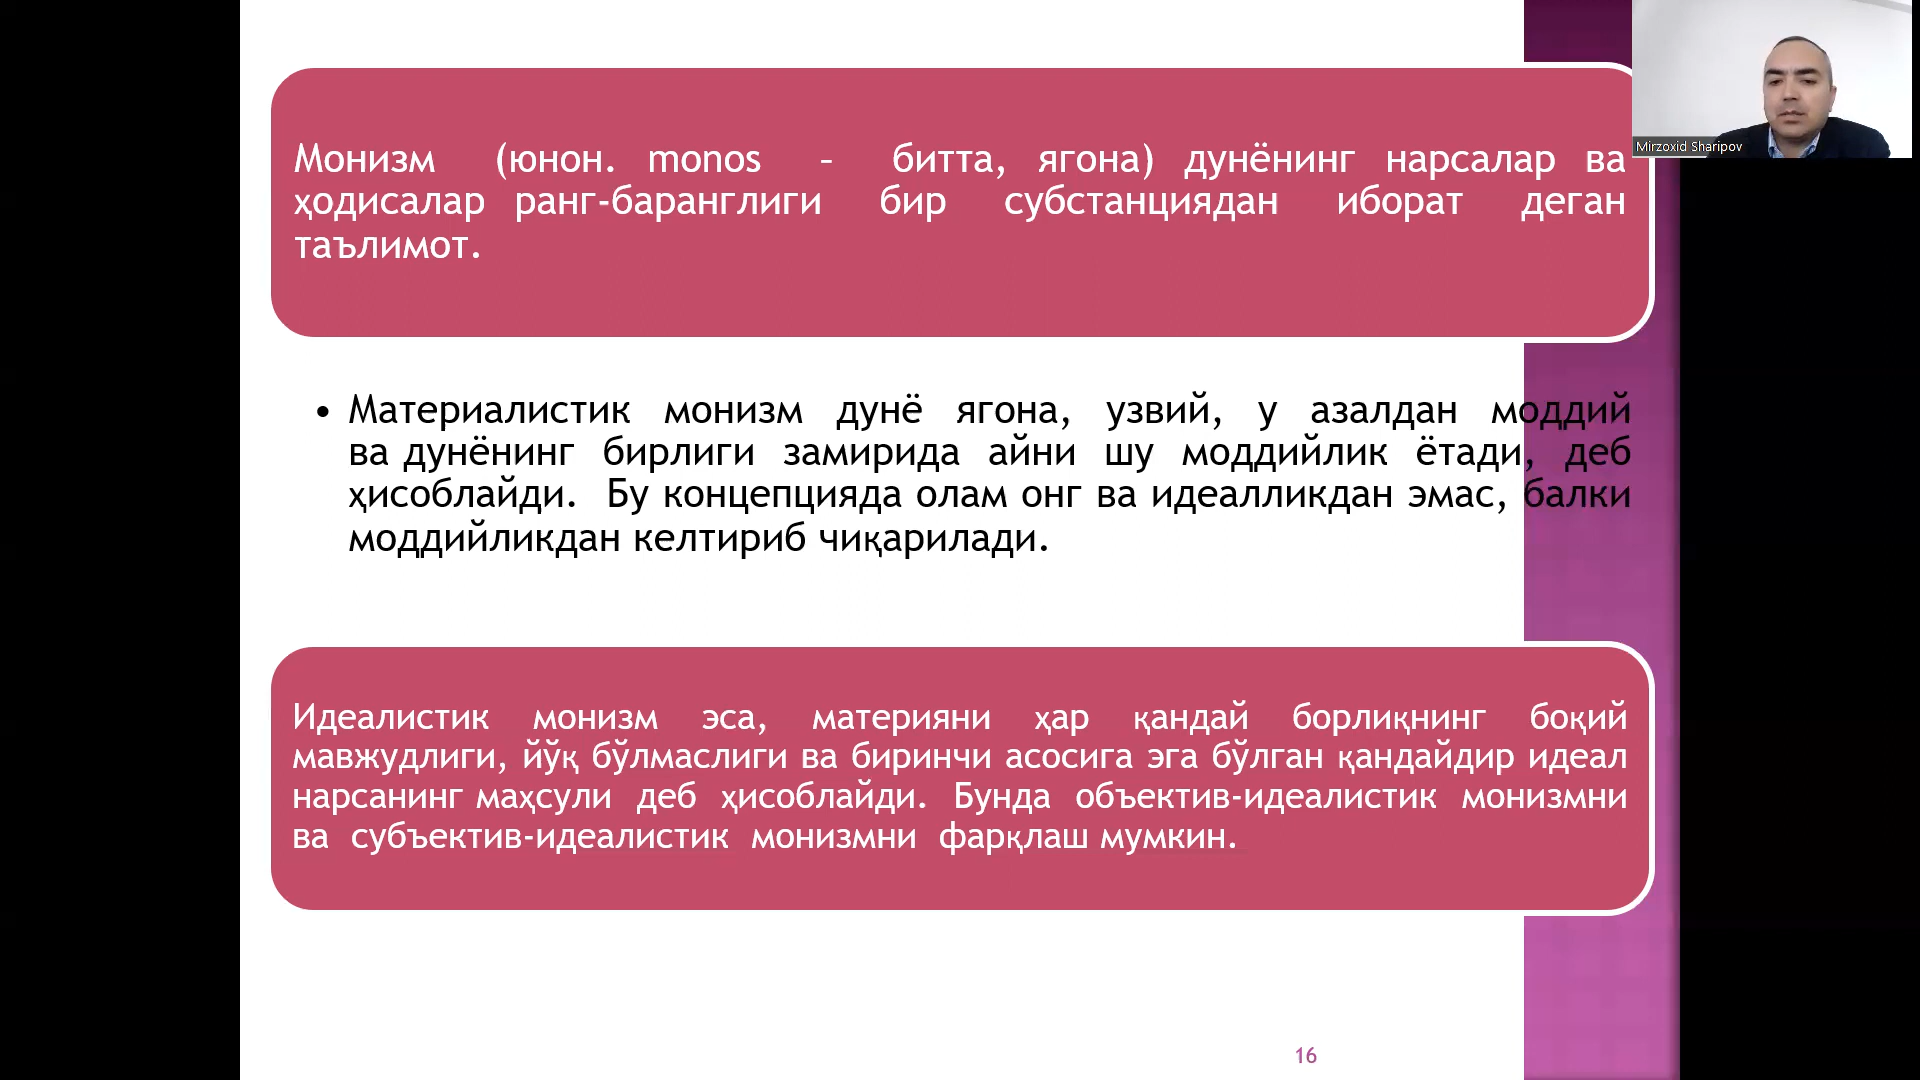 Монизм (юнон. monos – битта, ягона) дунёнинг нарсалар ва
ҳодисалар ранг-баранглиги бир субстанциядан иборат деган
таълимот.
Mirzoxid Sharipov
• Материалистик монизм дунё ягона, узвий, у азалдан моддий
ва дунёнинг бирлиги замирида айни шу моддийлик ётади, деб
ҳисоблайди. Бу концепцияда олам онг ва идеалликдан эмас, балки
моддийликдан келтириб чиқарилади.
Идеалистик монизм эса, материяни ҳар қандай борлиқнинг боқий
мавжудлиги, йўқ бўлмаслиги ва биринчи асосига эга бўлган қандайдир идеал
нарсанинг маҳсули деб ҳисоблайди. Бунда объектив-идеалистик монизмни
ва субъектив-идеалистик монизмни фарқлаш мумкин.
16